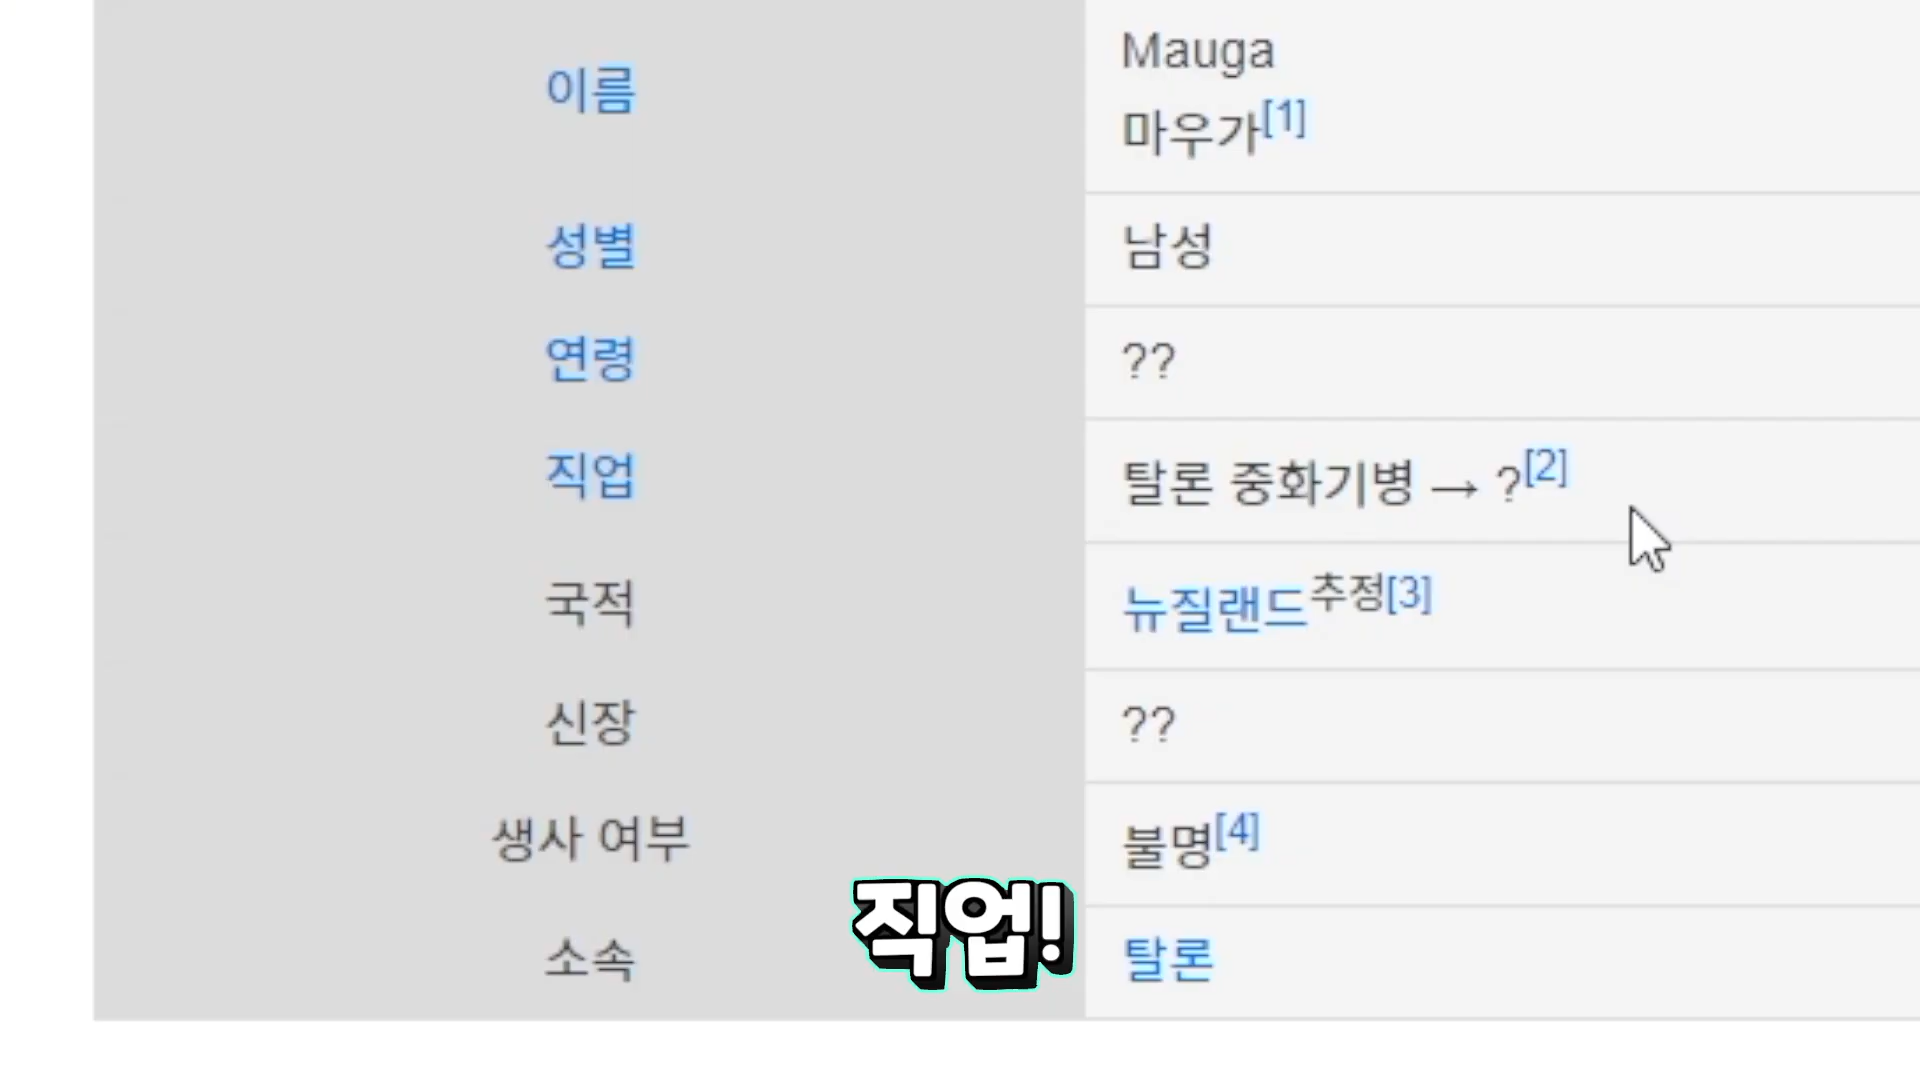 이름
Mauga
마우가[1]
성별
남성
연령
??
직업
탈론 중화기병 → ?[2]
국적
뉴질랜드추정[3]
신장
??
생사 여부
불명[4]
소속
탈론
직업!